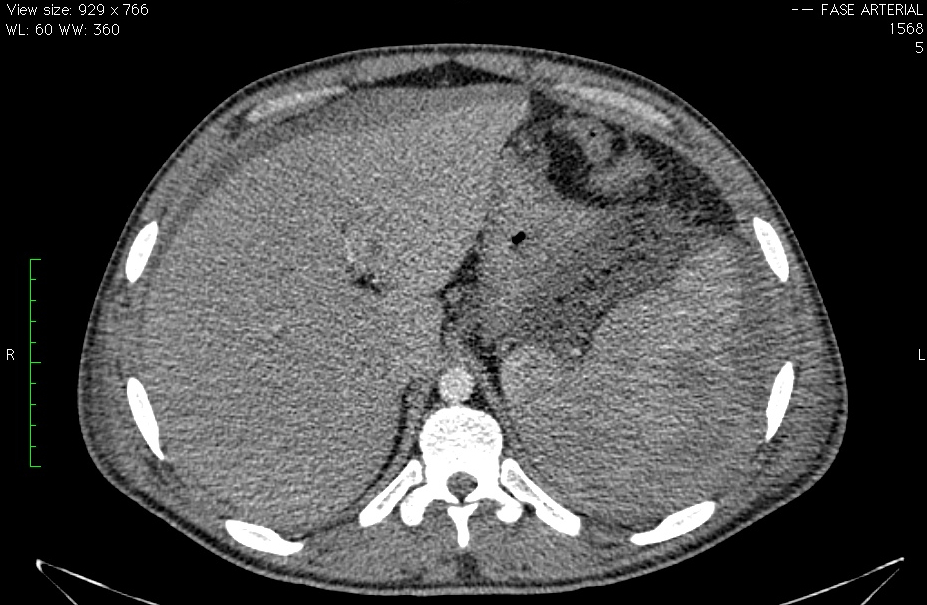 View size: 929 x 766
WL: 60 WW: 360
--- FASE ARTERIAL
1568
5
R
L